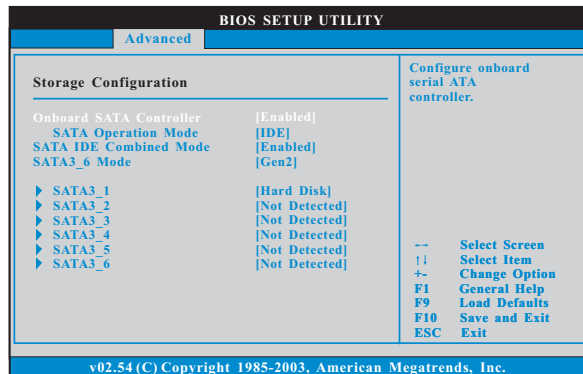 BIOS SETUP UTILITY
Advanced
Storage Configuration
Onboard SATA Controller [Enabled]
SATA Operation Mode [IDE]
SATA IDE Combined Mode [Enabled]
SATA3_6 Mode [Gen2]
SATA3_1 [Hard Disk]
SATA3_2 [Not Detected]
SATA3_3 [Not Detected]
SATA3_4 [Not Detected]
SATA3_5 [Not Detected]
SATA3_6 [Not Detected]
Configure onboard
serial ATA
controller.
←→ Select Screen
↑↓ Select Item
+- Change Option
F1 General Help
F9 Load Defaults
F10 Save and Exit
ESC Exit
v02.54 (C) Copyright 1985-2003, American Megatrends, Inc.